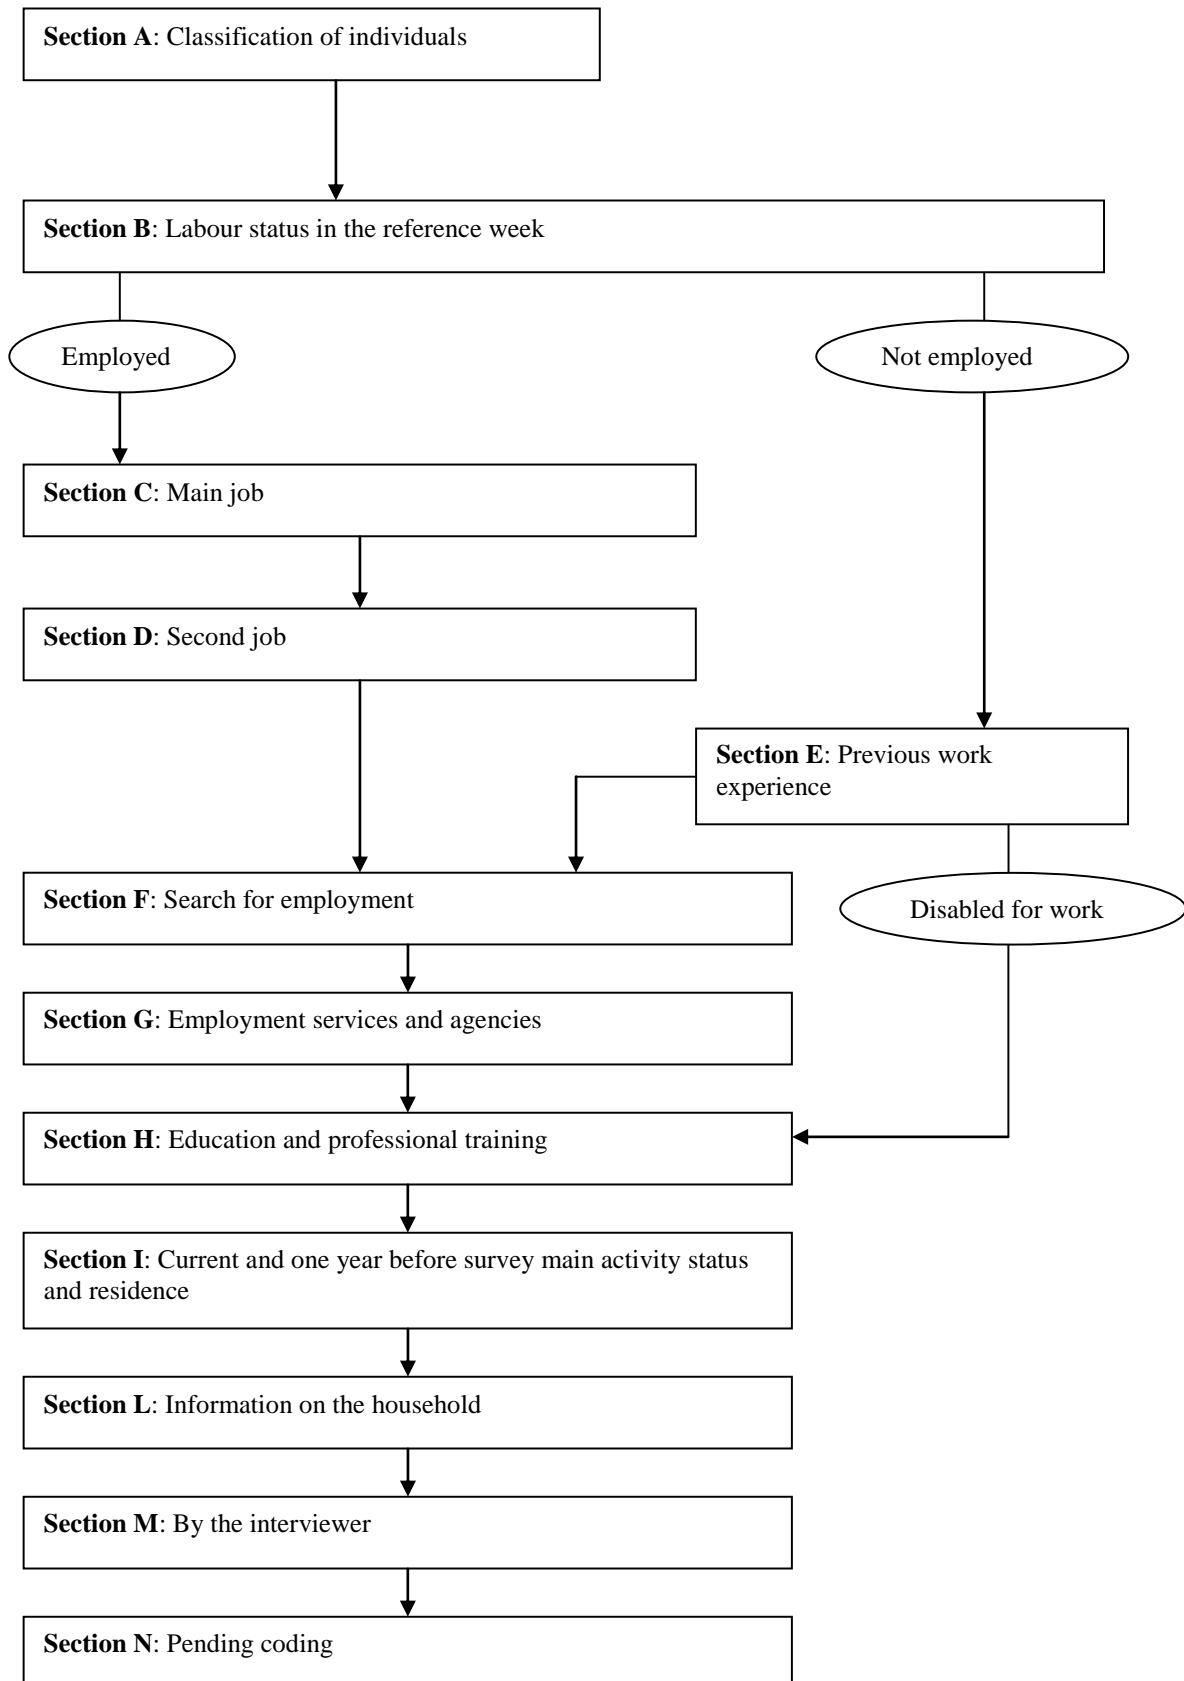 Section A: Classification of individuals
Section B: Labour status in the reference week
Employed
Not employed
Section C: Main job
Section D: Second job
Section E: Previous work
experience
Section F: Search for employment
Disabled for work
Section G: Employment services and agencies
Section H: Education and professional training
Section I: Current and one year before survey main activity status
and residence
Section L: Information on the household
Section M: By the interviewer
Section N: Pending coding